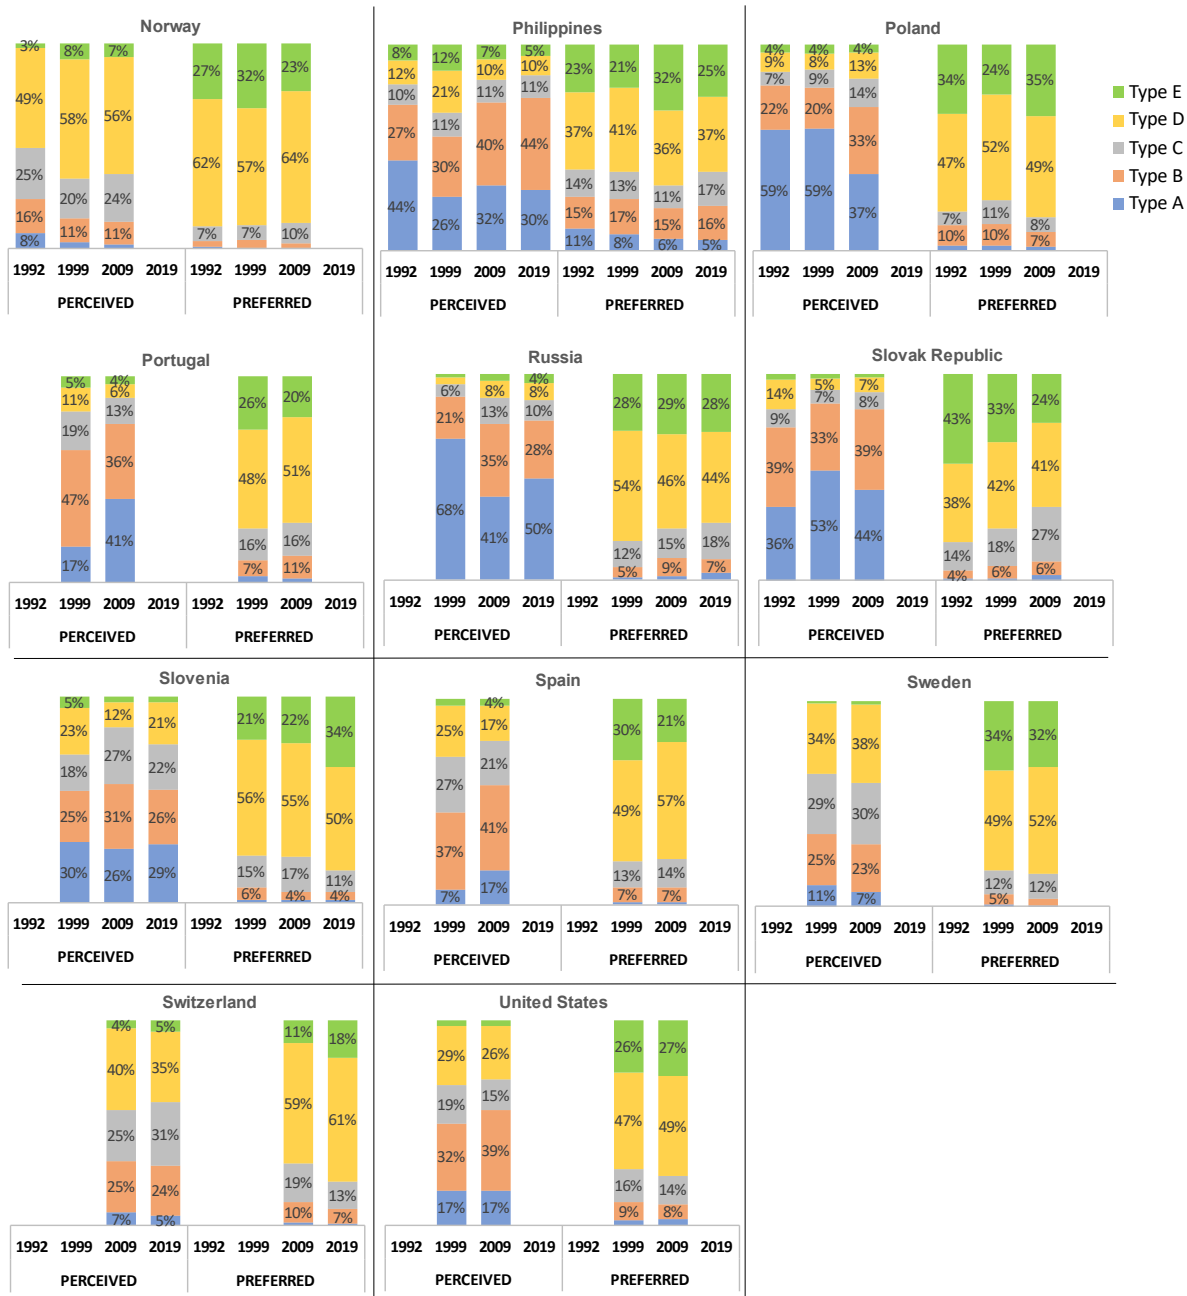 Norway
3% 8% 7% 27% 32% 23%
49% 58% 56% 62% 57% 64%
25% 20% 24% 7% 7% 10%
16% 11% 11%
8%
1992 1999 2009 2019 1992 1999 2009 2019
PERCEIVED PREFERRED
Philippines
8% 12% 7% 5% 23% 21% 32% 25%
12% 21% 10% 10% 37% 41% 36% 37%
10% 11% 11% 11% 14% 13% 11% 17%
27% 30% 40% 44% 15% 17% 15% 16%
44% 26% 32% 30% 11% 8% 6% 5%
1992 1999 2009 2019 1992 1999 2009 2019
PERCEIVED PREFERRED
Poland
4% 4% 4% 34% 24% 35%
9% 8% 13% 47% 52% 49%
7% 9% 14% 7% 11% 8%
22% 20% 33% 10% 10% 7%
59% 59% 37%
1992 1999 2009 2019 1992 1999 2009 2019
PERCEIVED PREFERRED
Type E
Type D
Type C
Type B
Type A
Portugal
5% 4% 26% 20%
11% 6% 48% 51%
19% 13% 16% 16%
47% 36% 7% 11%
17% 41%
1992 1999 2009 2019 1992 1999 2009 2019
PERCEIVED PREFERRED
Russia
4% 28% 29% 28%
8% 8% 54% 46% 44%
6% 13% 10% 12% 15% 18%
21% 35% 28% 5% 9% 7%
68% 41% 50%
1992 1999 2009 2019 1992 1999 2009 2019
PERCEIVED PREFERRED
Slovak Republic
43% 33% 24%
14% 5% 7% 38% 42% 41%
9% 7% 8% 14% 18% 27%
39% 33% 39% 4% 6% 6%
36% 53% 44%
1992 1999 2009 2019 1992 1999 2009 2019
PERCEIVED PREFERRED
Slovenia
5% 21% 22% 34%
23% 12% 21% 56% 55% 50%
18% 27% 22% 15% 17% 11%
25% 31% 26% 6% 4% 4%
30% 26% 29%
1992 1999 2009 2019 1992 1999 2009 2019
PERCEIVED PREFERRED
Spain
4% 30% 21%
25% 17% 49% 57%
27% 21% 13% 14%
37% 41% 7% 7%
7% 17%
1992 1999 2009 2019 1992 1999 2009 2019
PERCEIVED PREFERRED
Sweden
34% 32%
34% 38% 49% 52%
29% 30% 12% 12%
25% 23% 5%
11% 7%
1992 1999 2009 2019 1992 1999 2009 2019
PERCEIVED PREFERRED
Switzerland
4% 5% 11% 18%
40% 35% 59% 61%
25% 31% 19% 13%
25% 24% 10% 7%
7% 5%
1992 1999 2009 2019 1992 1999 2009 2019
PERCEIVED PREFERRED
United States
26% 27%
29% 26% 47% 49%
19% 15% 16% 14%
32% 39% 9% 8%
17% 17%
1992 1999 2009 2019 1992 1999 2009 2019
PERCEIVED PREFERRED